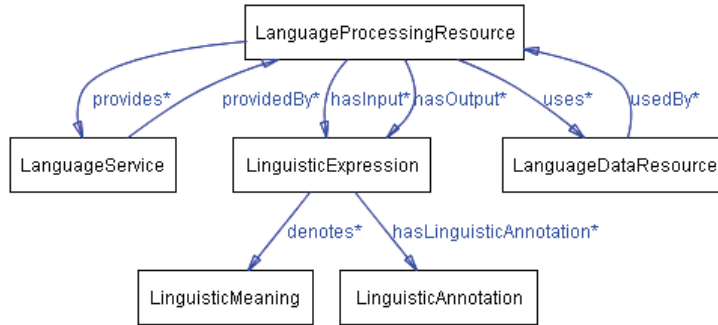 LanguageProcessingResource
provides* providedBy* hasInput* hasOutput* uses* usedBy*
LanguageService LinguisticExpression LanguageDataResource
denotes* hasLinguisticAnnotation*
LinguisticMeaning LinguisticAnnotation